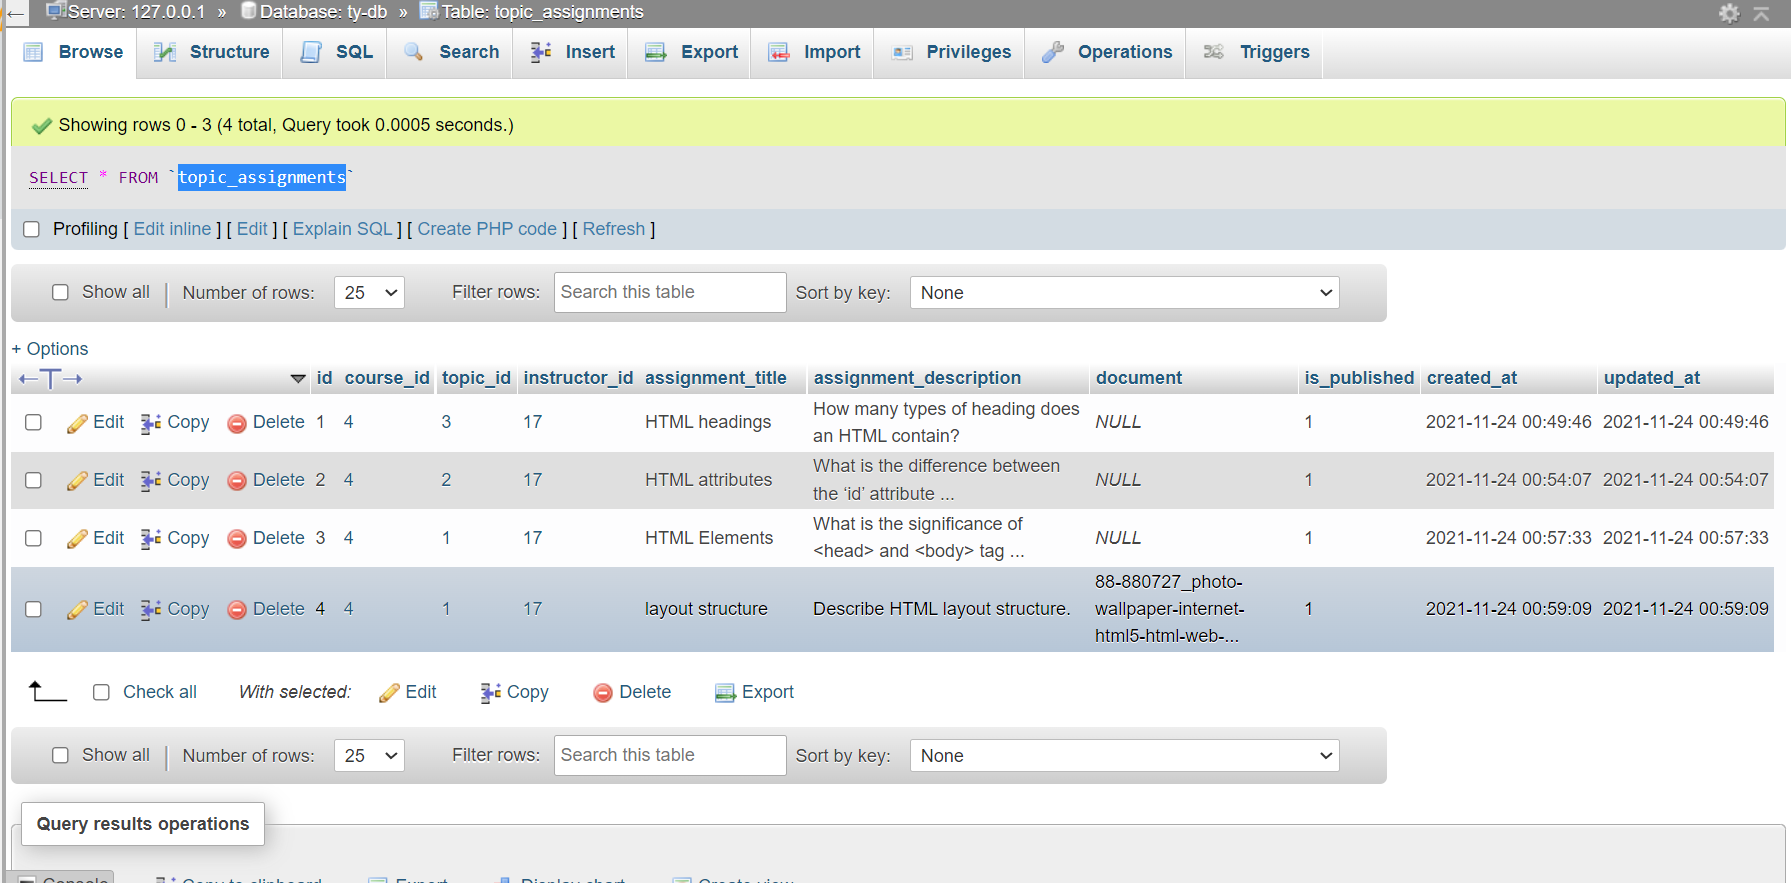 Server: 127.0.0.1 » Database: ty-db » Table: topic_assignments
Browse Structure SQL Search Insert Export Import Privileges Operations Triggers
Showing rows 0 - 3 (4 total, Query took 0.0005 seconds.)
SELECT * FROM `topic_assignments`
Profiling [ Edit inline ] [ Edit ] [ Explain SQL ] [ Create PHP code ] [ Refresh ]
Show all Number of rows: 25 Filter rows: Search this table Sort by key: None
+ Options
id course_id topic_id instructor_id assignment_title assignment_description document is_published created_at updated_at
Edit Copy Delete 1 4 3 17 HTML headings How many types of heading does
an HTML contain? NULL 1 2021-11-24 00:49:46 2021-11-24 00:49:46
Edit Copy Delete 2 4 2 17 HTML attributes What is the difference between
the ‘id’ attribute ... NULL 1 2021-11-24 00:54:07 2021-11-24 00:54:07
Edit Copy Delete 3 4 1 17 HTML Elements What is the significance of
<head> and <body> tag ... NULL 1 2021-11-24 00:57:33 2021-11-24 00:57:33
Edit Copy Delete 4 4 1 17 layout structure Describe HTML layout structure. 88-880727_photo-
wallpaper-internet-
html5-html-web-... 1 2021-11-24 00:59:09 2021-11-24 00:59:09
Check all With selected: Edit Copy Delete Export
Show all Number of rows: 25 Filter rows: Search this table Sort by key: None
Query results operations
Console Copy to clipboard Export Display chart Create view